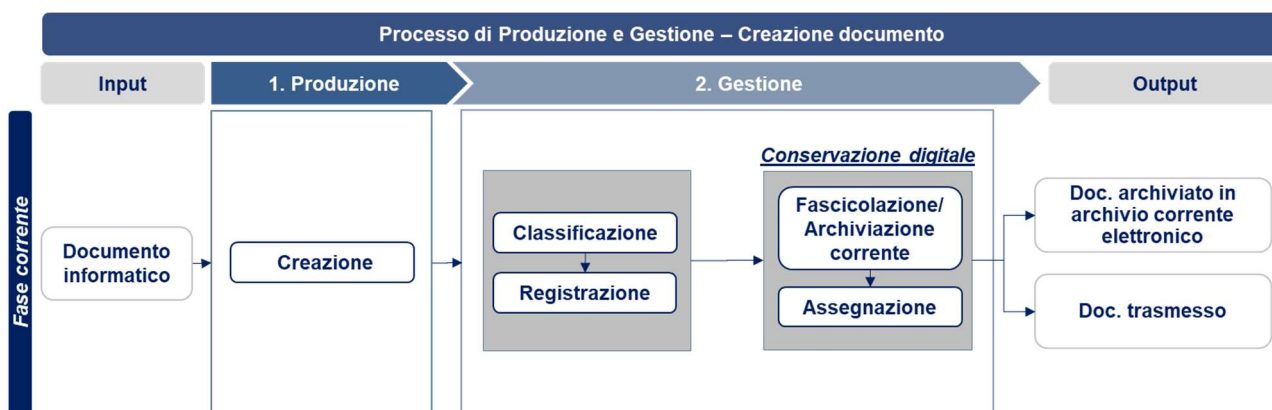 Processo di Produzione e Gestione – Creazione documento
Input
1. Produzione
2. Gestione
Output
Fase corrente
Documento
informatico
Creazione
Classificazione
Registrazione
Conservazione digitale
Fascicolazione/
Archiviazione
corrente
Assegnazione
Doc. archiviato in
archivio corrente
elettronico
Doc. trasmesso